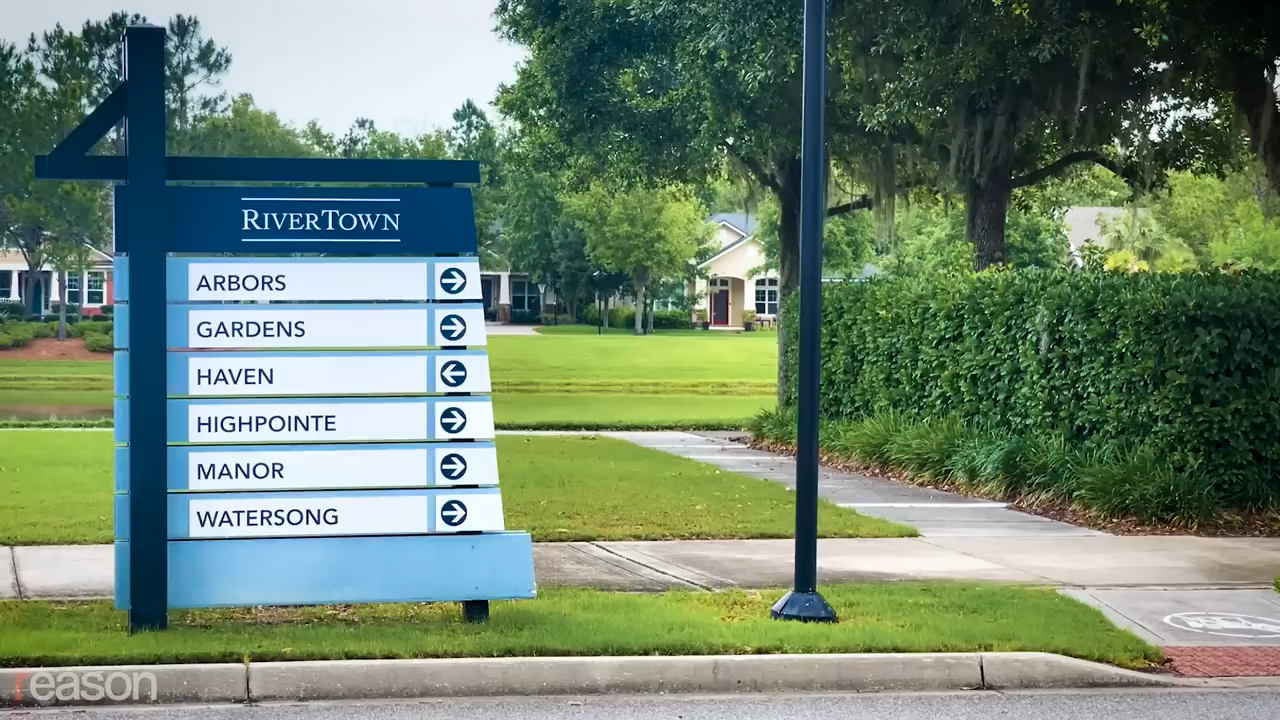 RIVERTOWN
ARBORS
GARDENS
HAVEN
HIGHPOINTE
MANOR
WATERSONG
reason